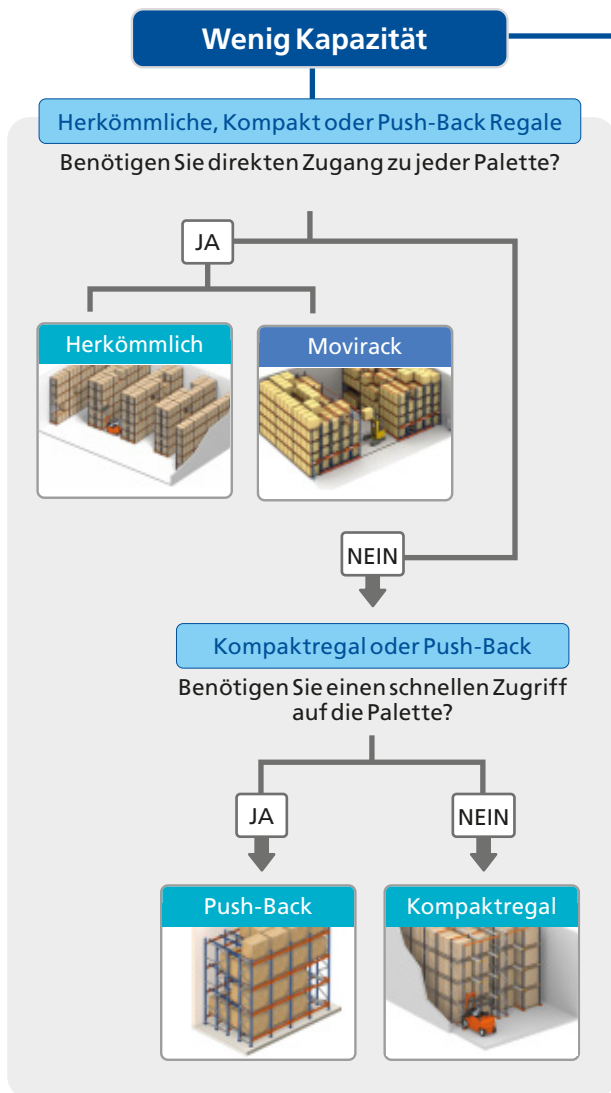 Wenig Kapazität
Herkömmliche, Kompakt oder Push-Back Regale
Benötigen Sie direkten Zugang zu jeder Palette?
JA
Herkömmlich
Movirack
NEIN
Kompaktregal oder Push-Back
Benötigen Sie einen schnellen Zugriff
auf die Palette?
JA
NEIN
Push-Back
Kompaktregal